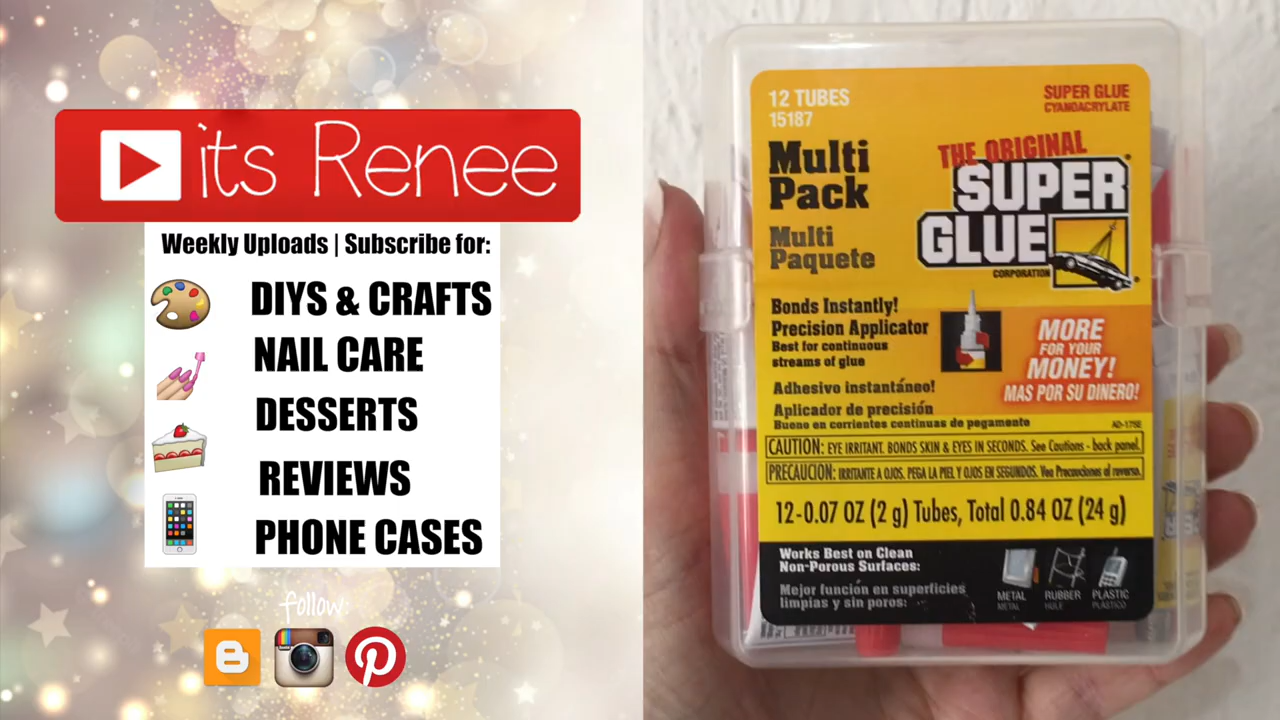 its Renee
Weekly Uploads | Subscribe for:
DIYS & CRAFTS
NAIL CARE
DESSERTS
REVIEWS
PHONE CASES
follow:
12 TUBES
15187
SUPER GLUE
CYANOACRYLATE
Multi
Pack
Multi
Paquete
THE ORIGINAL
SUPER
GLUE
CORPORATION
Bonds Instantly!
Precision Applicator
Best for continuous
streams of glue
Adhesivo instantáneo!
Aplicador de precisión
Bueno en corrientes continuas de pegamento
MORE
FOR YOUR
MONEY!
MAS POR SU DINERO!
AD-175E
CAUTION: EYE IRRITANT. BONDS SKIN & EYES IN SECONDS. See Cautions - back panel.
PRECAUCION: IRRITANTE A OJOS. PEGA LA PIEL Y OJOS EN SEGUNDOS. Vea Precauciones al reverso.
12-0.07 OZ (2 g) Tubes, Total 0.84 OZ (24 g)
Works Best on Clean
Non-Porous Surfaces:
Mejor función en superficies
limpias y sin poros:
METAL
METAL
RUBBER
HULE
PLASTIC
PLASTICO